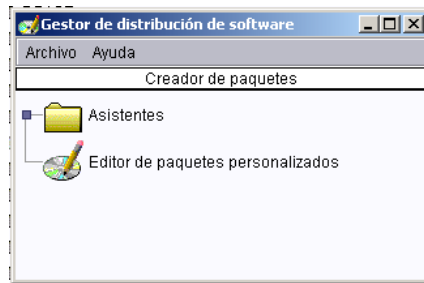 Gestor de distribución de software
Archivo Ayuda
Creador de paquetes
Asistentes
Editor de paquetes personalizados